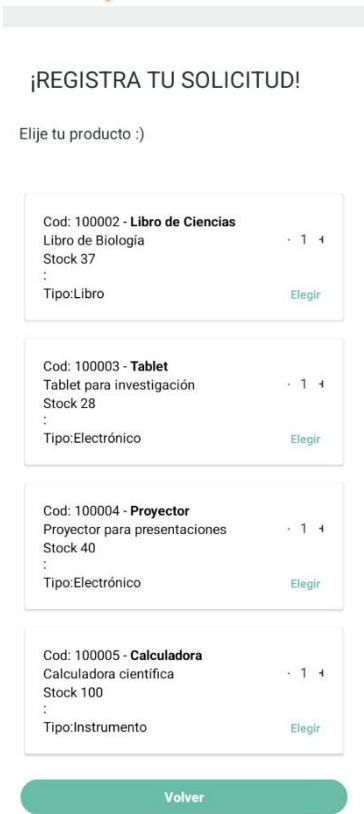 ¡REGISTRA TU SOLICITUD!
Elije tu producto :)
Cod: 100002 - Libro de Ciencias
Libro de Biología
- 1 +
Stock 37
:
Tipo:Libro
Elegir
Cod: 100003 - Tablet
Tablet para investigación
- 1 +
Stock 28
:
Tipo:Electrónico
Elegir
Cod: 100004 - Proyector
Proyector para presentaciones
- 1 +
Stock 40
:
Tipo:Electrónico
Elegir
Cod: 100005 - Calculadora
Calculadora científica
- 1 +
Stock 100
:
Tipo:Instrumento
Elegir
Volver